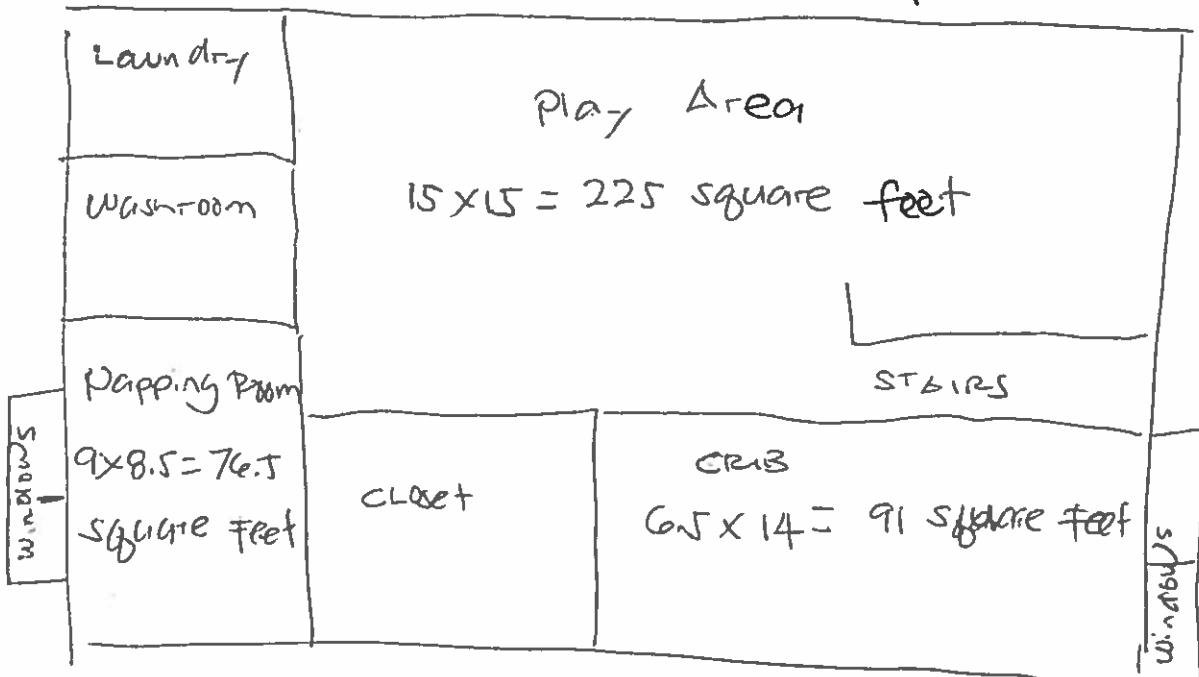 Laundry
Play Area
15 x 15 = 225 square feet
Washroom
Napping Room
9x8.5 = 76.5
square feet
windows
STAIRS
CLoset
CRIB
6.5 x 14 = 91 square feet
windows